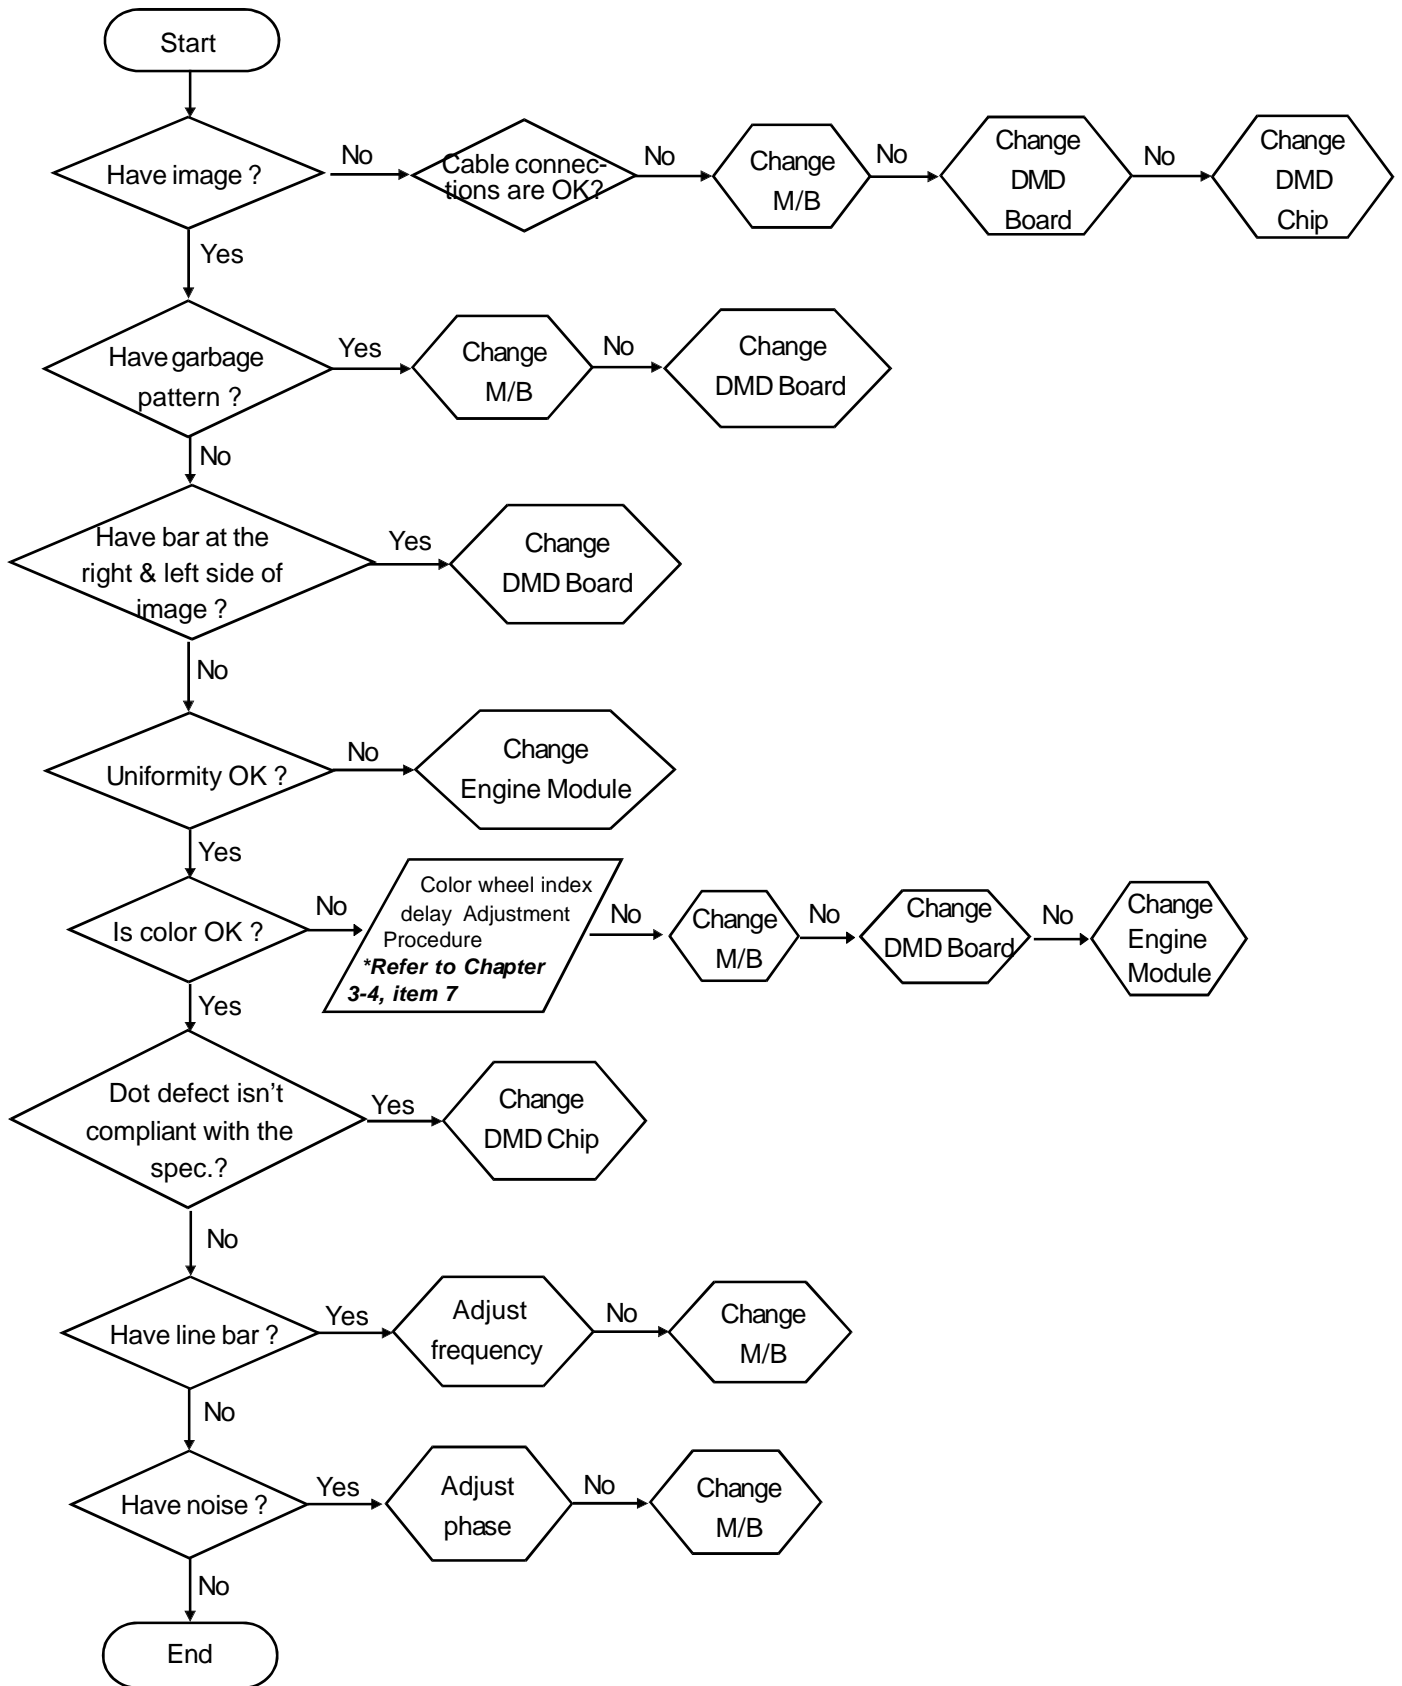 Start
Have image ?
No
Cable connec-
tions are OK?
No
Change
M/B
No
Change
DMD
Board
No
Change
DMD
Chip
Yes
Have garbage
pattern ?
Yes
Change
M/B
No
Change
DMD Board
No
Have bar at the
right & left side of
image ?
Yes
Change
DMD Board
No
Uniformity OK ?
No
Change
Engine Module
Yes
Is color OK ?
No
Color wheel index
delay Adjustment
Procedure
*Refer to Chapter
3-4, item 7
No
Change
M/B
No
Change
DMD Board
No
Change
Engine
Module
Yes
Dot defect isn’t
compliant with the
spec.?
Yes
Change
DMD Chip
No
Have line bar ?
Yes
Adjust
frequency
No
Change
M/B
No
Have noise ?
Yes
Adjust
phase
No
Change
M/B
No
End